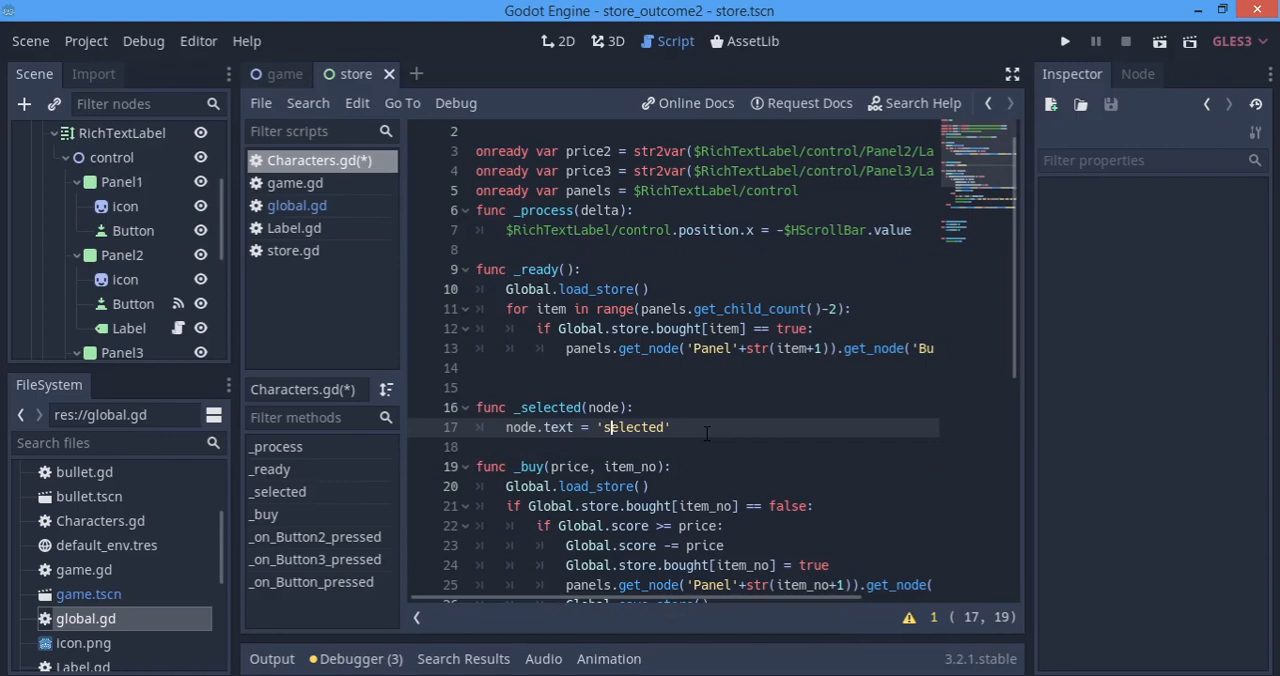 Godot Engine - store_outcome2 - store.tscn
Scene Project Debug Editor Help
2D 3D Script AssetLib
GLES3
Scene Import
Filter nodes
RichTextLabel
control
Panel1
icon
Button
Panel2
icon
Button
Label
Panel3
FileSystem
res://global.gd
Search files
bullet.gd
bullet.tscn
Characters.gd
default_env.tres
game.gd
game.tscn
global.gd
icon.png
Label.gd
game store
File Search Edit Go To Debug
Online Docs Request Docs Search Help
Filter scripts
Characters.gd(*)
game.gd
global.gd
Label.gd
store.gd
Characters.gd(*)
Filter methods
_process
_ready
_selected
_buy
_on_Button2_pressed
_on_Button3_pressed
_on_Button_pressed
2
3 onready var price2 = str2var($RichTextLabel/control/Panel2/La
4 onready var price3 = str2var($RichTextLabel/control/Panel3/La
5 onready var panels = $RichTextLabel/control
6 func _process(delta):
7 $RichTextLabel/control.position.x = -$HScrollBar.value
8
9 func _ready():
10 Global.load_store()
11 for item in range(panels.get_child_count()-2):
12 if Global.store.bought[item] == true:
13 panels.get_node('Panel'+str(item+1)).get_node('Bu
14
15
16 func _selected(node):
17 node.text = 'selected'
18
19 func _buy(price, item_no):
20 Global.load_store()
21 if Global.store.bought[item_no] == false:
22 if Global.score >= price:
23 Global.score -= price
24 Global.store.bought[item_no] = true
25 panels.get_node('Panel'+str(item_no+1)).get_node(
1 ( 17, 19)
Output Debugger (3) Search Results Audio Animation
3.2.1.stable
Inspector Node
Filter properties